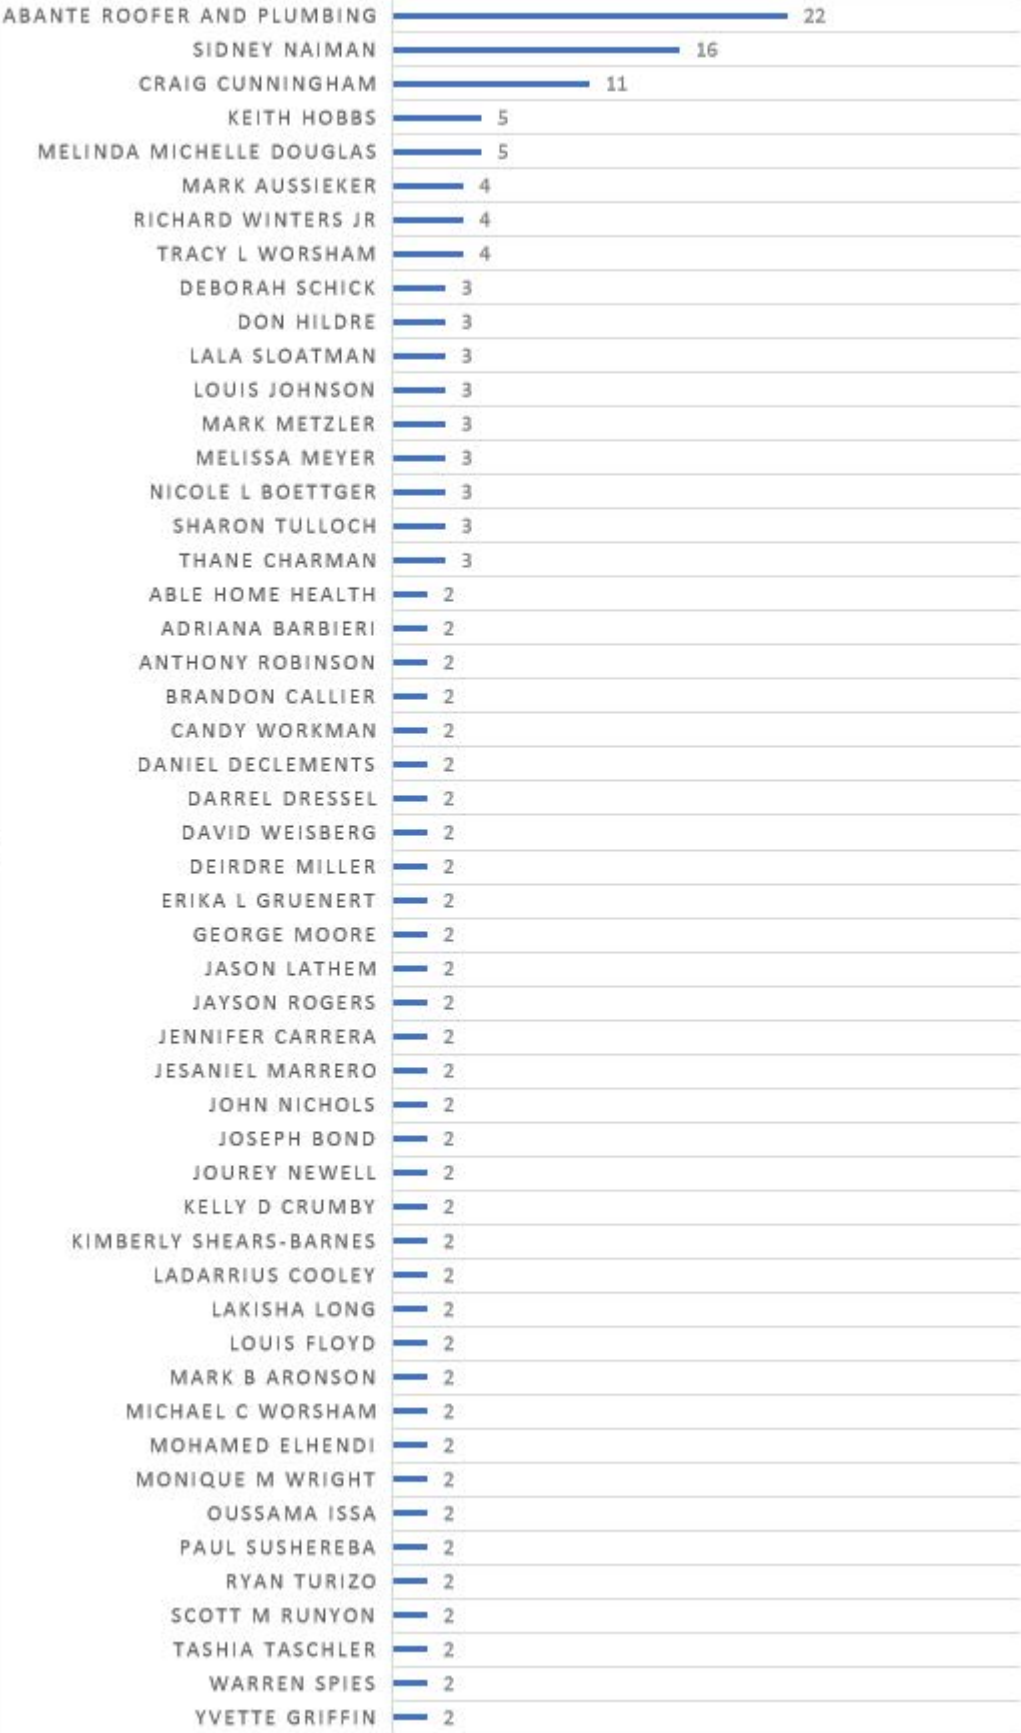 ABANTE ROOFER AND PLUMBING 22
SIDNEY NAIMAN 16
CRAIG CUNNINGHAM 11
KEITH HOBBS 5
MELINDA MICHELLE DOUGLAS 5
MARK AUSSIEKER 4
RICHARD WINTERS JR 4
TRACY L WORSHAM 4
DEBORAH SCHICK 3
DON HILDRE 3
LALA SLOATMAN 3
LOUIS JOHNSON 3
MARK METZLER 3
MELISSA MEYER 3
NICOLE L BOETTGER 3
SHARON TULLOCH 3
THANE CHARMAN 3
ABLE HOME HEALTH 2
ADRIANA BARBIERI 2
ANTHONY ROBINSON 2
BRANDON CALLIER 2
CANDY WORKMAN 2
DANIEL DECLEMENTS 2
DARREL DRESSEL 2
DAVID WEISBERG 2
DEIRDRE MILLER 2
ERIKA L GRUENERT 2
GEORGE MOORE 2
JASON LATHEM 2
JAYSON ROGERS 2
JENNIFER CARRERA 2
JESANIEL MARRERO 2
JOHN NICHOLS 2
JOSEPH BOND 2
JOUREY NEWELL 2
KELLY D CRUMBY 2
KIMBERLY SHEARS-BARNES 2
LADARRIUS COOLEY 2
LAKISHA LONG 2
LOUIS FLOYD 2
MARK B ARONSON 2
MICHAEL C WORSHAM 2
MOHAMED ELHENDI 2
MONIQUE M WRIGHT 2
OUSSAMA ISSA 2
PAUL SUSHEREBA 2
RYAN TURIZO 2
SCOTT M RUNYON 2
TASHIA TASCHLER 2
WARREN SPIES 2
YVETTE GRIFFIN 2